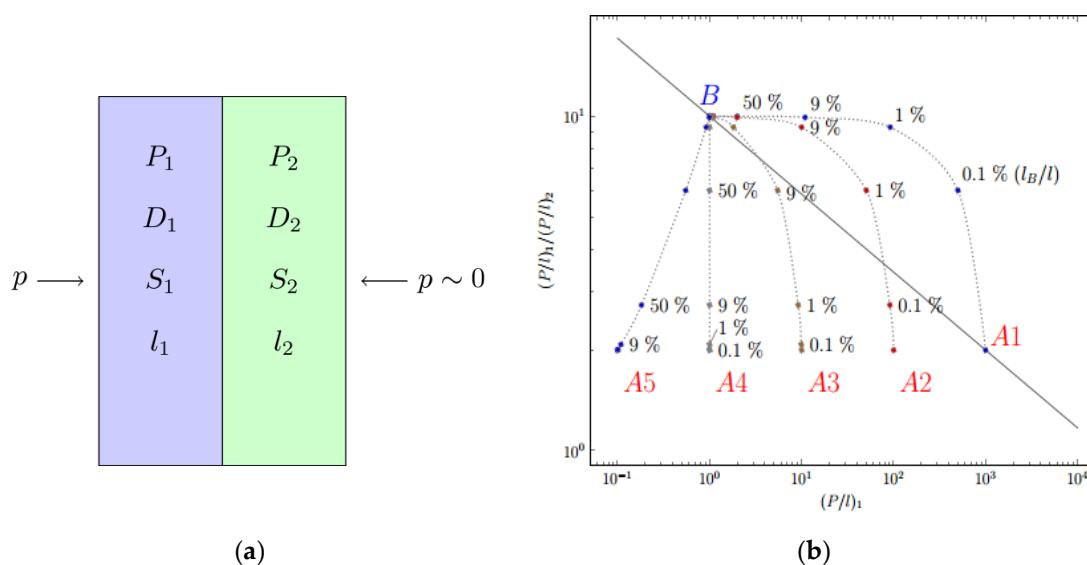 P₁ P₂
D₁ D₂
p S₁ S₂ p ∼ 0
l₁ l₂
(a)
10¹
10⁰
(P/l)₁/(P/l)₂
B
50 % 9 % 1 %
9 %
0.1 % (l_B/l)
50 % 9 % 1 %
50 % 9 % 1 % 0.1 %
1 %
9 % 0.1 % 0.1 %
A1
A5 A4 A3 A2
10⁻¹ 10⁰ 10¹ 10² 10³ 10⁴
(P/l)₁
(b)